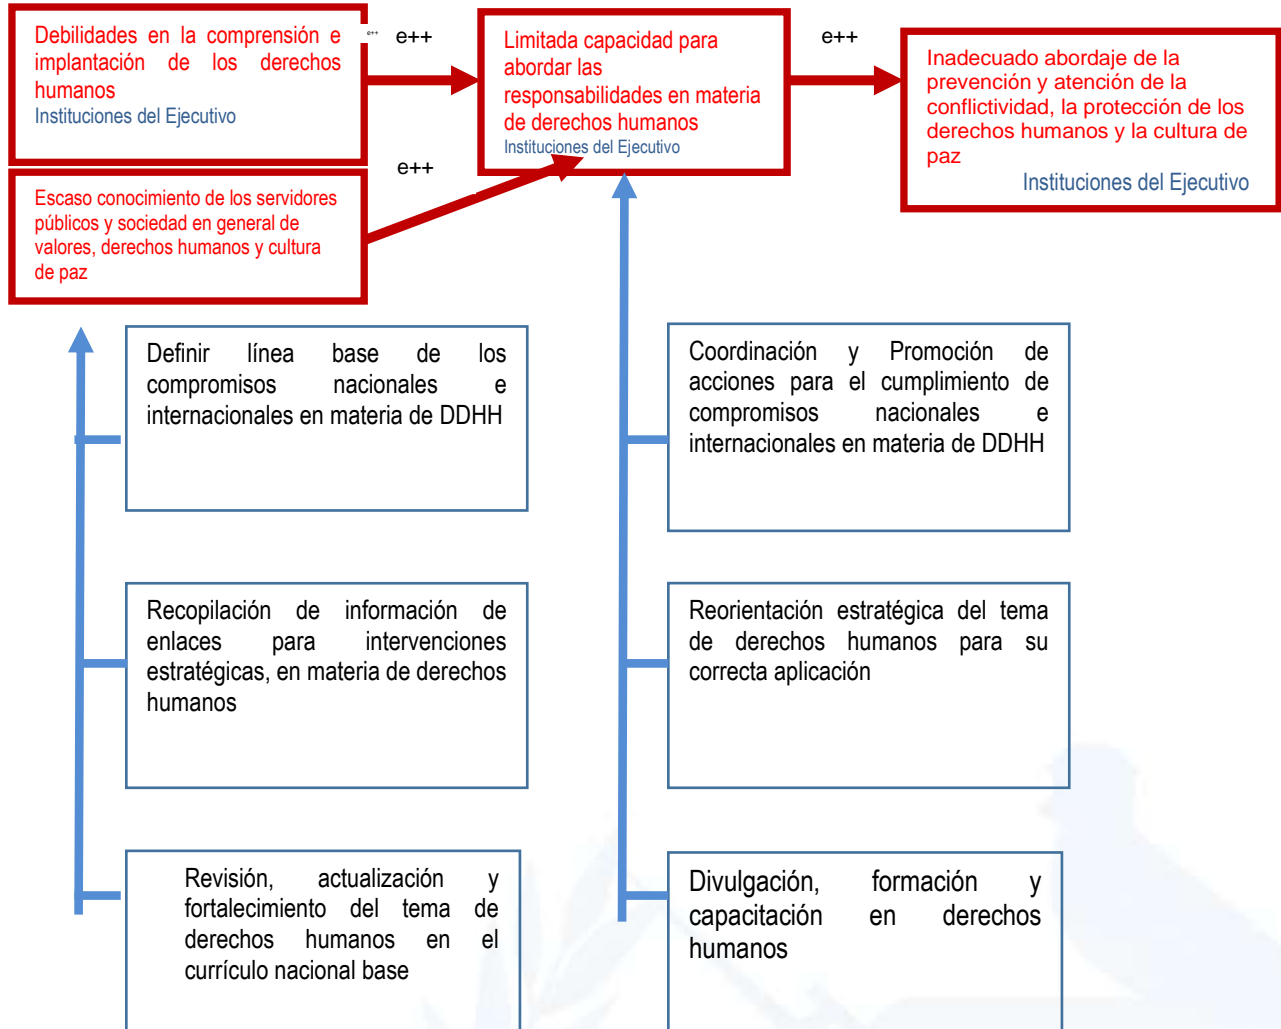 Debilidades en la comprensión e
implantación de los derechos
humanos
Instituciones del Ejecutivo
e++
e++
Limitada capacidad para
abordar las
responsabilidades en materia
de derechos humanos
Instituciones del Ejecutivo
e++
Inadecuado abordaje de la
prevención y atención de la
conflictividad, la protección de los
derechos humanos y la cultura de
paz
Instituciones del Ejecutivo
e++
Escaso conocimiento de los servidores
públicos y sociedad en general de
valores, derechos humanos y cultura
de paz
Definir línea base de los
compromisos nacionales e
internacionales en materia de DDHH
Recopilación de información de
enlaces para intervenciones
estratégicas, en materia de derechos
humanos
Revisión, actualización y
fortalecimiento del tema de
derechos humanos en el
currículo nacional base
Coordinación y Promoción de
acciones para el cumplimiento de
compromisos nacionales e
internacionales en materia de DDHH
Reorientación estratégica del tema
de derechos humanos para su
correcta aplicación
Divulgación, formación y
capacitación en derechos
humanos